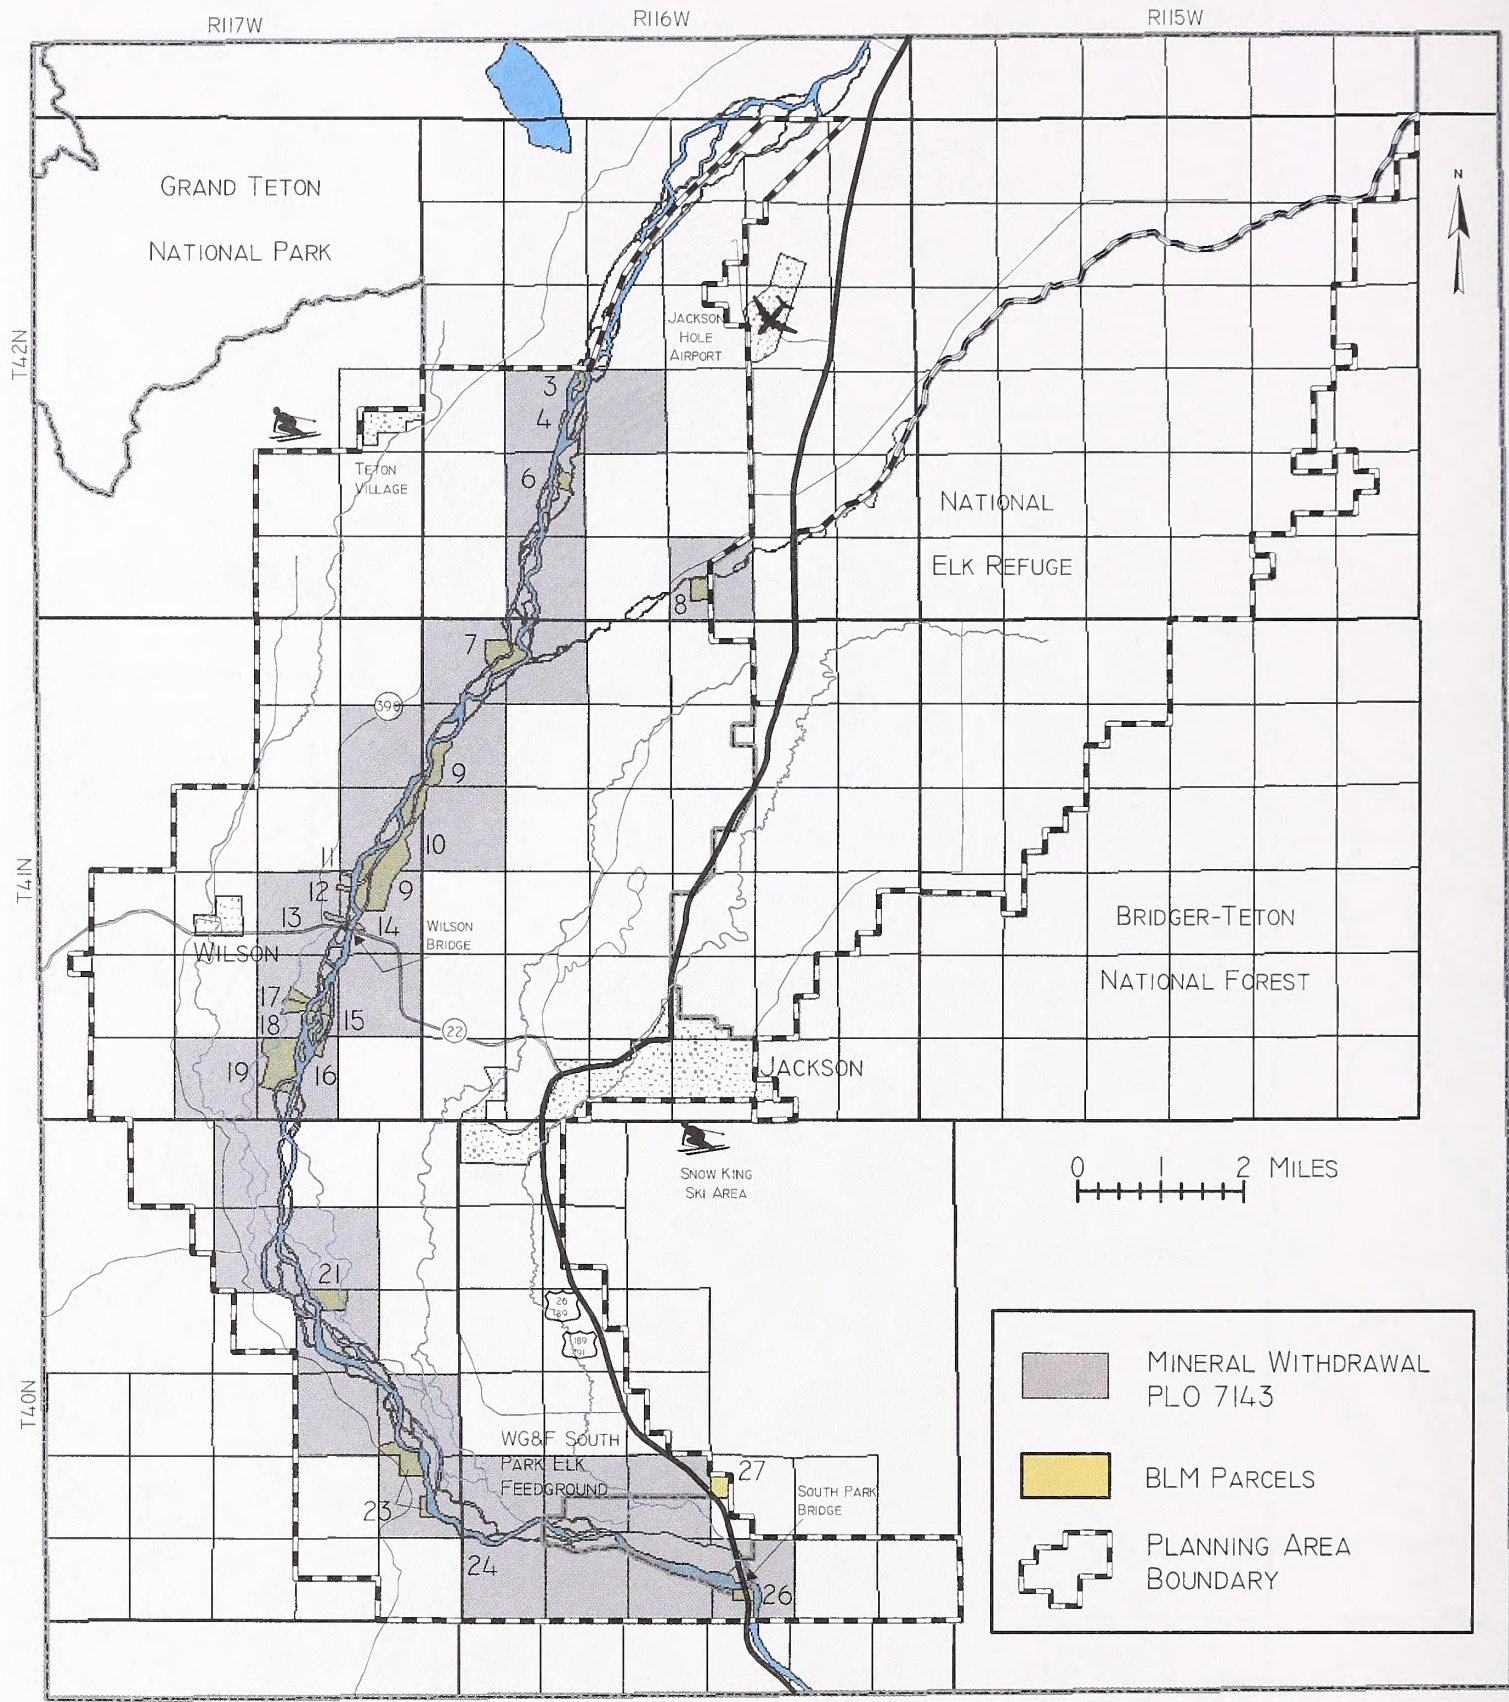 R117W
R116W
R115W
GRAND TETON
NATIONAL PARK
N
T42N
JACKSON
HOLE
AIRPORT
3
4
TETON
VILLAGE
6
NATIONAL
ELK REFUGE
8
7
390
9
10
11
12
9
T41N
13
14
WILSON
BRIDGE
WILSON
BRIDGER-TETON
NATIONAL FOREST
17
18
15
22
19
16
JACKSON
SNOW KING
SKI AREA
0 1 2 MILES
21
26
89
189
191
MINERAL WITHDRAWAL
PLO 7143
T40N
WG&F SOUTH
PARK ELK
FEEDGROUND
27
SOUTH PARK
BRIDGE
BLM PARCELS
23
24
26
PLANNING AREA
BOUNDARY